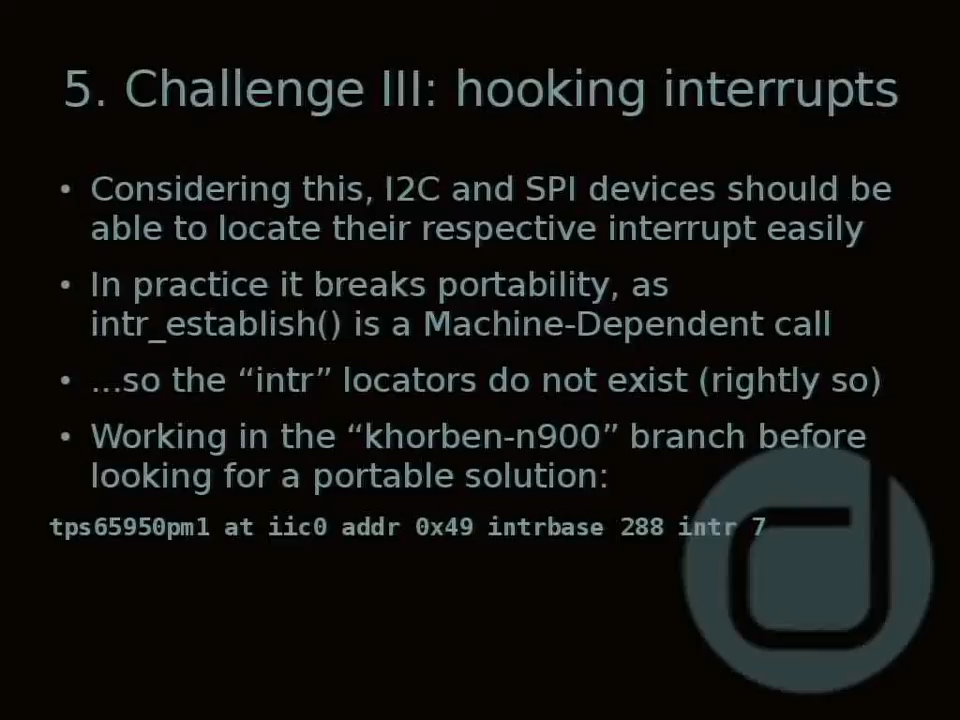 5. Challenge III: hooking interrupts
• Considering this, I2C and SPI devices should be
able to locate their respective interrupt easily
• In practice it breaks portability, as
intr_establish() is a Machine-Dependent call
• ...so the “intr” locators do not exist (rightly so)
• Working in the “khorben-n900” branch before
looking for a portable solution:
tps65950pm1 at iic0 addr 0x49 intrbase 288 intr 7